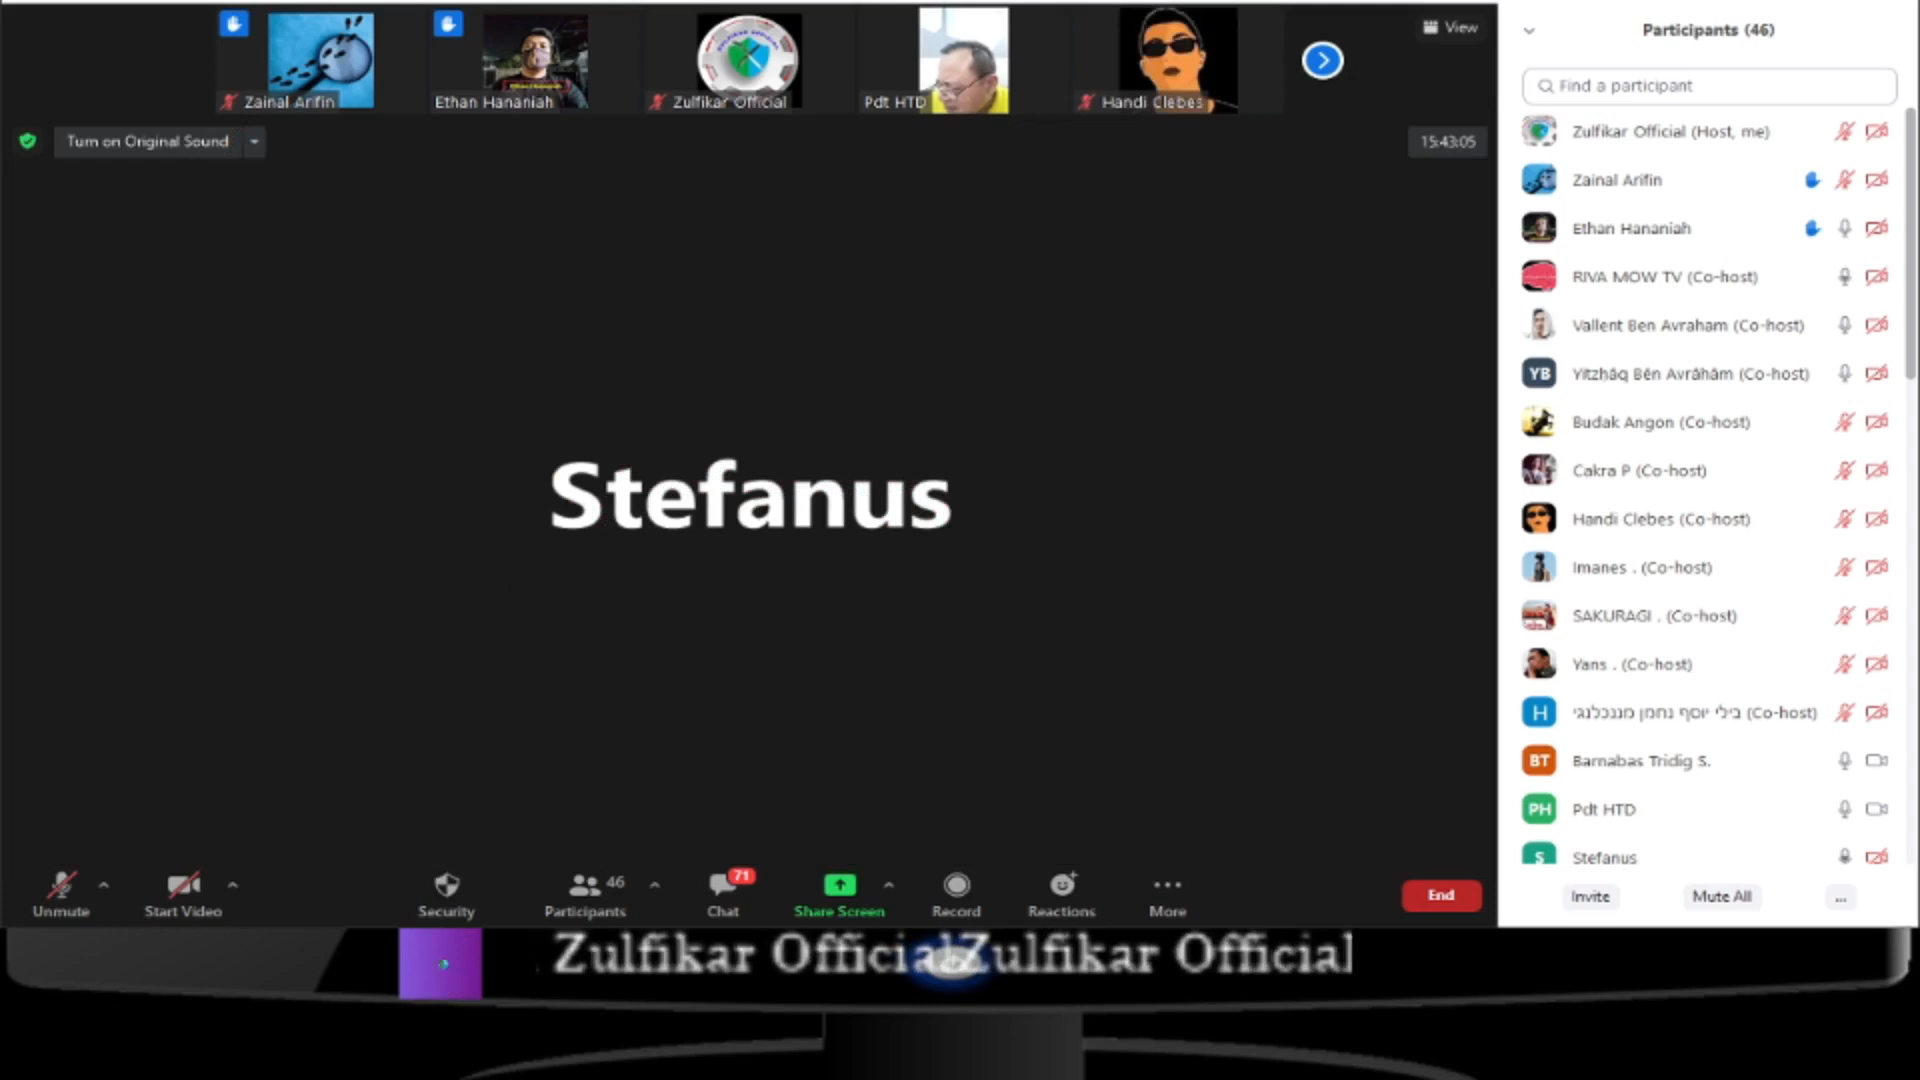 Zainal Arifin
Ethan Hananiah
Zulfikar Official
Pdt HTD
Handi Clebes
View
Turn on Original Sound
15:43:05
Stefanus
Unmute
Start Video
Security
46
Participants
71
Chat
Share Screen
Record
Reactions
More
End
Participants (46)
Find a participant
Zulfikar Official (Host, me)
Zainal Arifin
Ethan Hananiah
RIVA MOW TV (Co-host)
Vallent Ben Avraham (Co-host)
YB Yitzhâq Bên Avrâhâm (Co-host)
Budak Angon (Co-host)
Cakra P (Co-host)
Handi Clebes (Co-host)
Imanes . (Co-host)
SAKURAGI . (Co-host)
Yans . (Co-host)
H בילי יוסף נחמן מנגכלנגי (Co-host)
BT Barnabas Tridig S.
PH Pdt HTD
S Stefanus
Invite
Mute All
...
Zulfikar Official Zulfikar Official